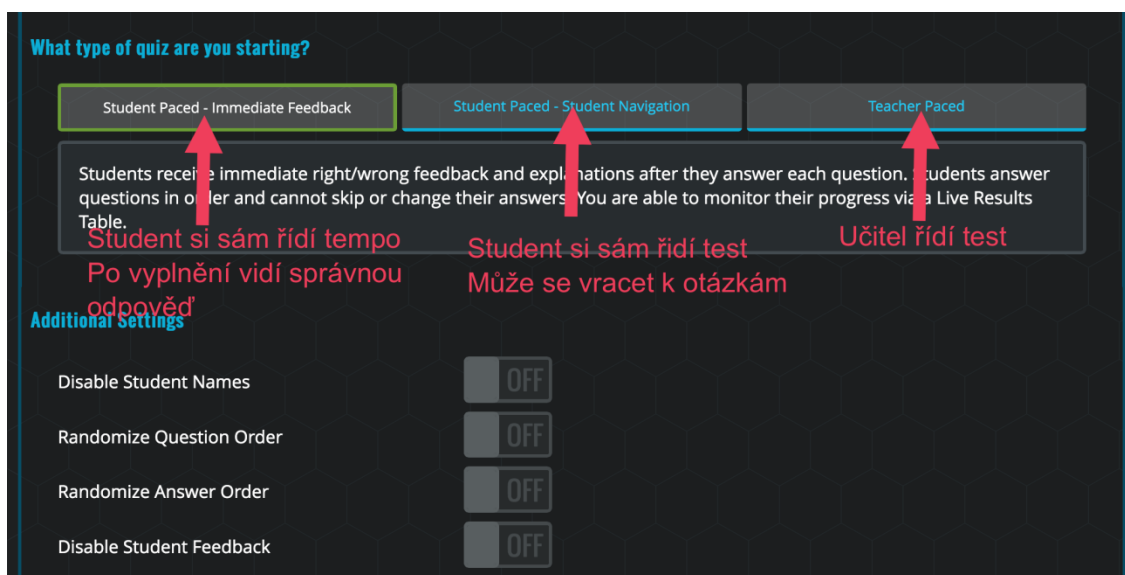 What type of quiz are you starting?
Student Paced - Immediate Feedback
Student Paced - Student Navigation
Teacher Paced
Students receive immediate right/wrong feedback and explanations after they answer each question. Students answer
questions in order and cannot skip or change their answers. You are able to monitor their progress via a Live Results
Table.
Student si sám řídí tempo
Po vyplnění vidí správnou
odpověď
Student si sám řidí test
Může se vracet k otázkám
Učitel řídí test
Additional Settings
Disable Student Names
OFF
Randomize Question Order
OFF
Randomize Answer Order
OFF
Disable Student Feedback
OFF